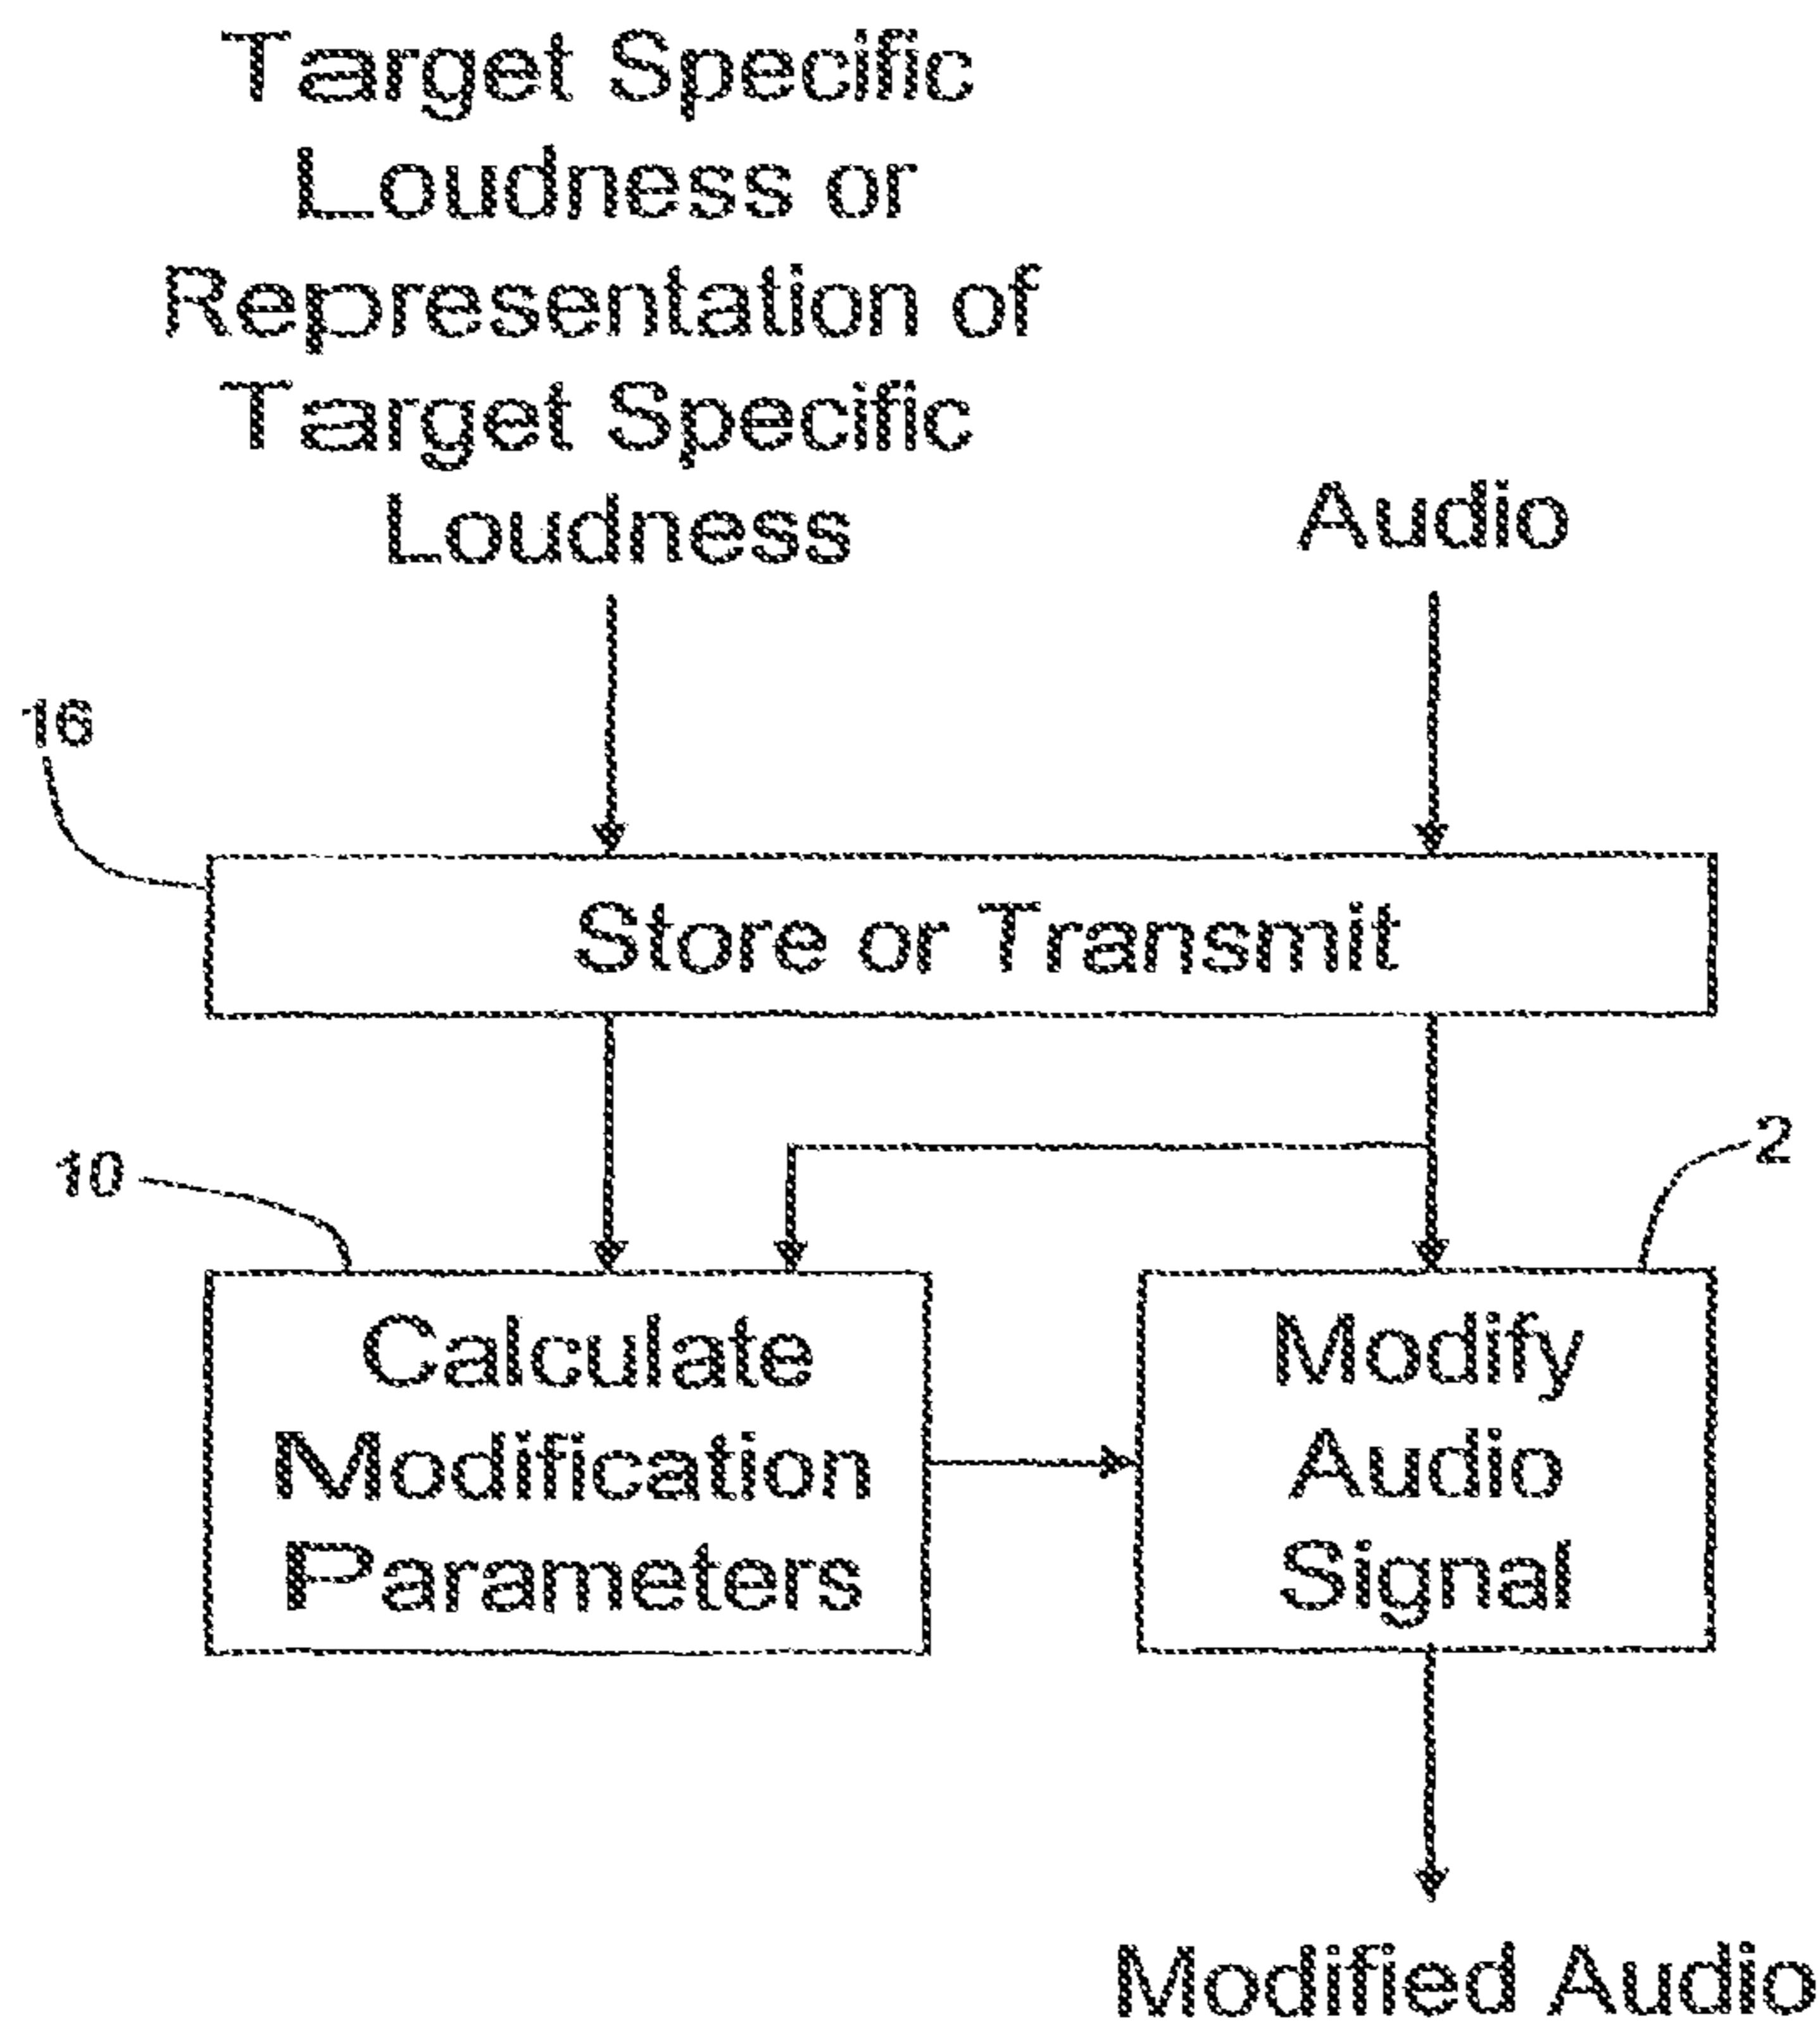 Target Specific
Loudness or
Representation of
Target Specific
Loudness
Audio
16
Store or Transmit
10
2
Calculate
Modification
Parameters
Modify
Audio
Signal
Modified Audio